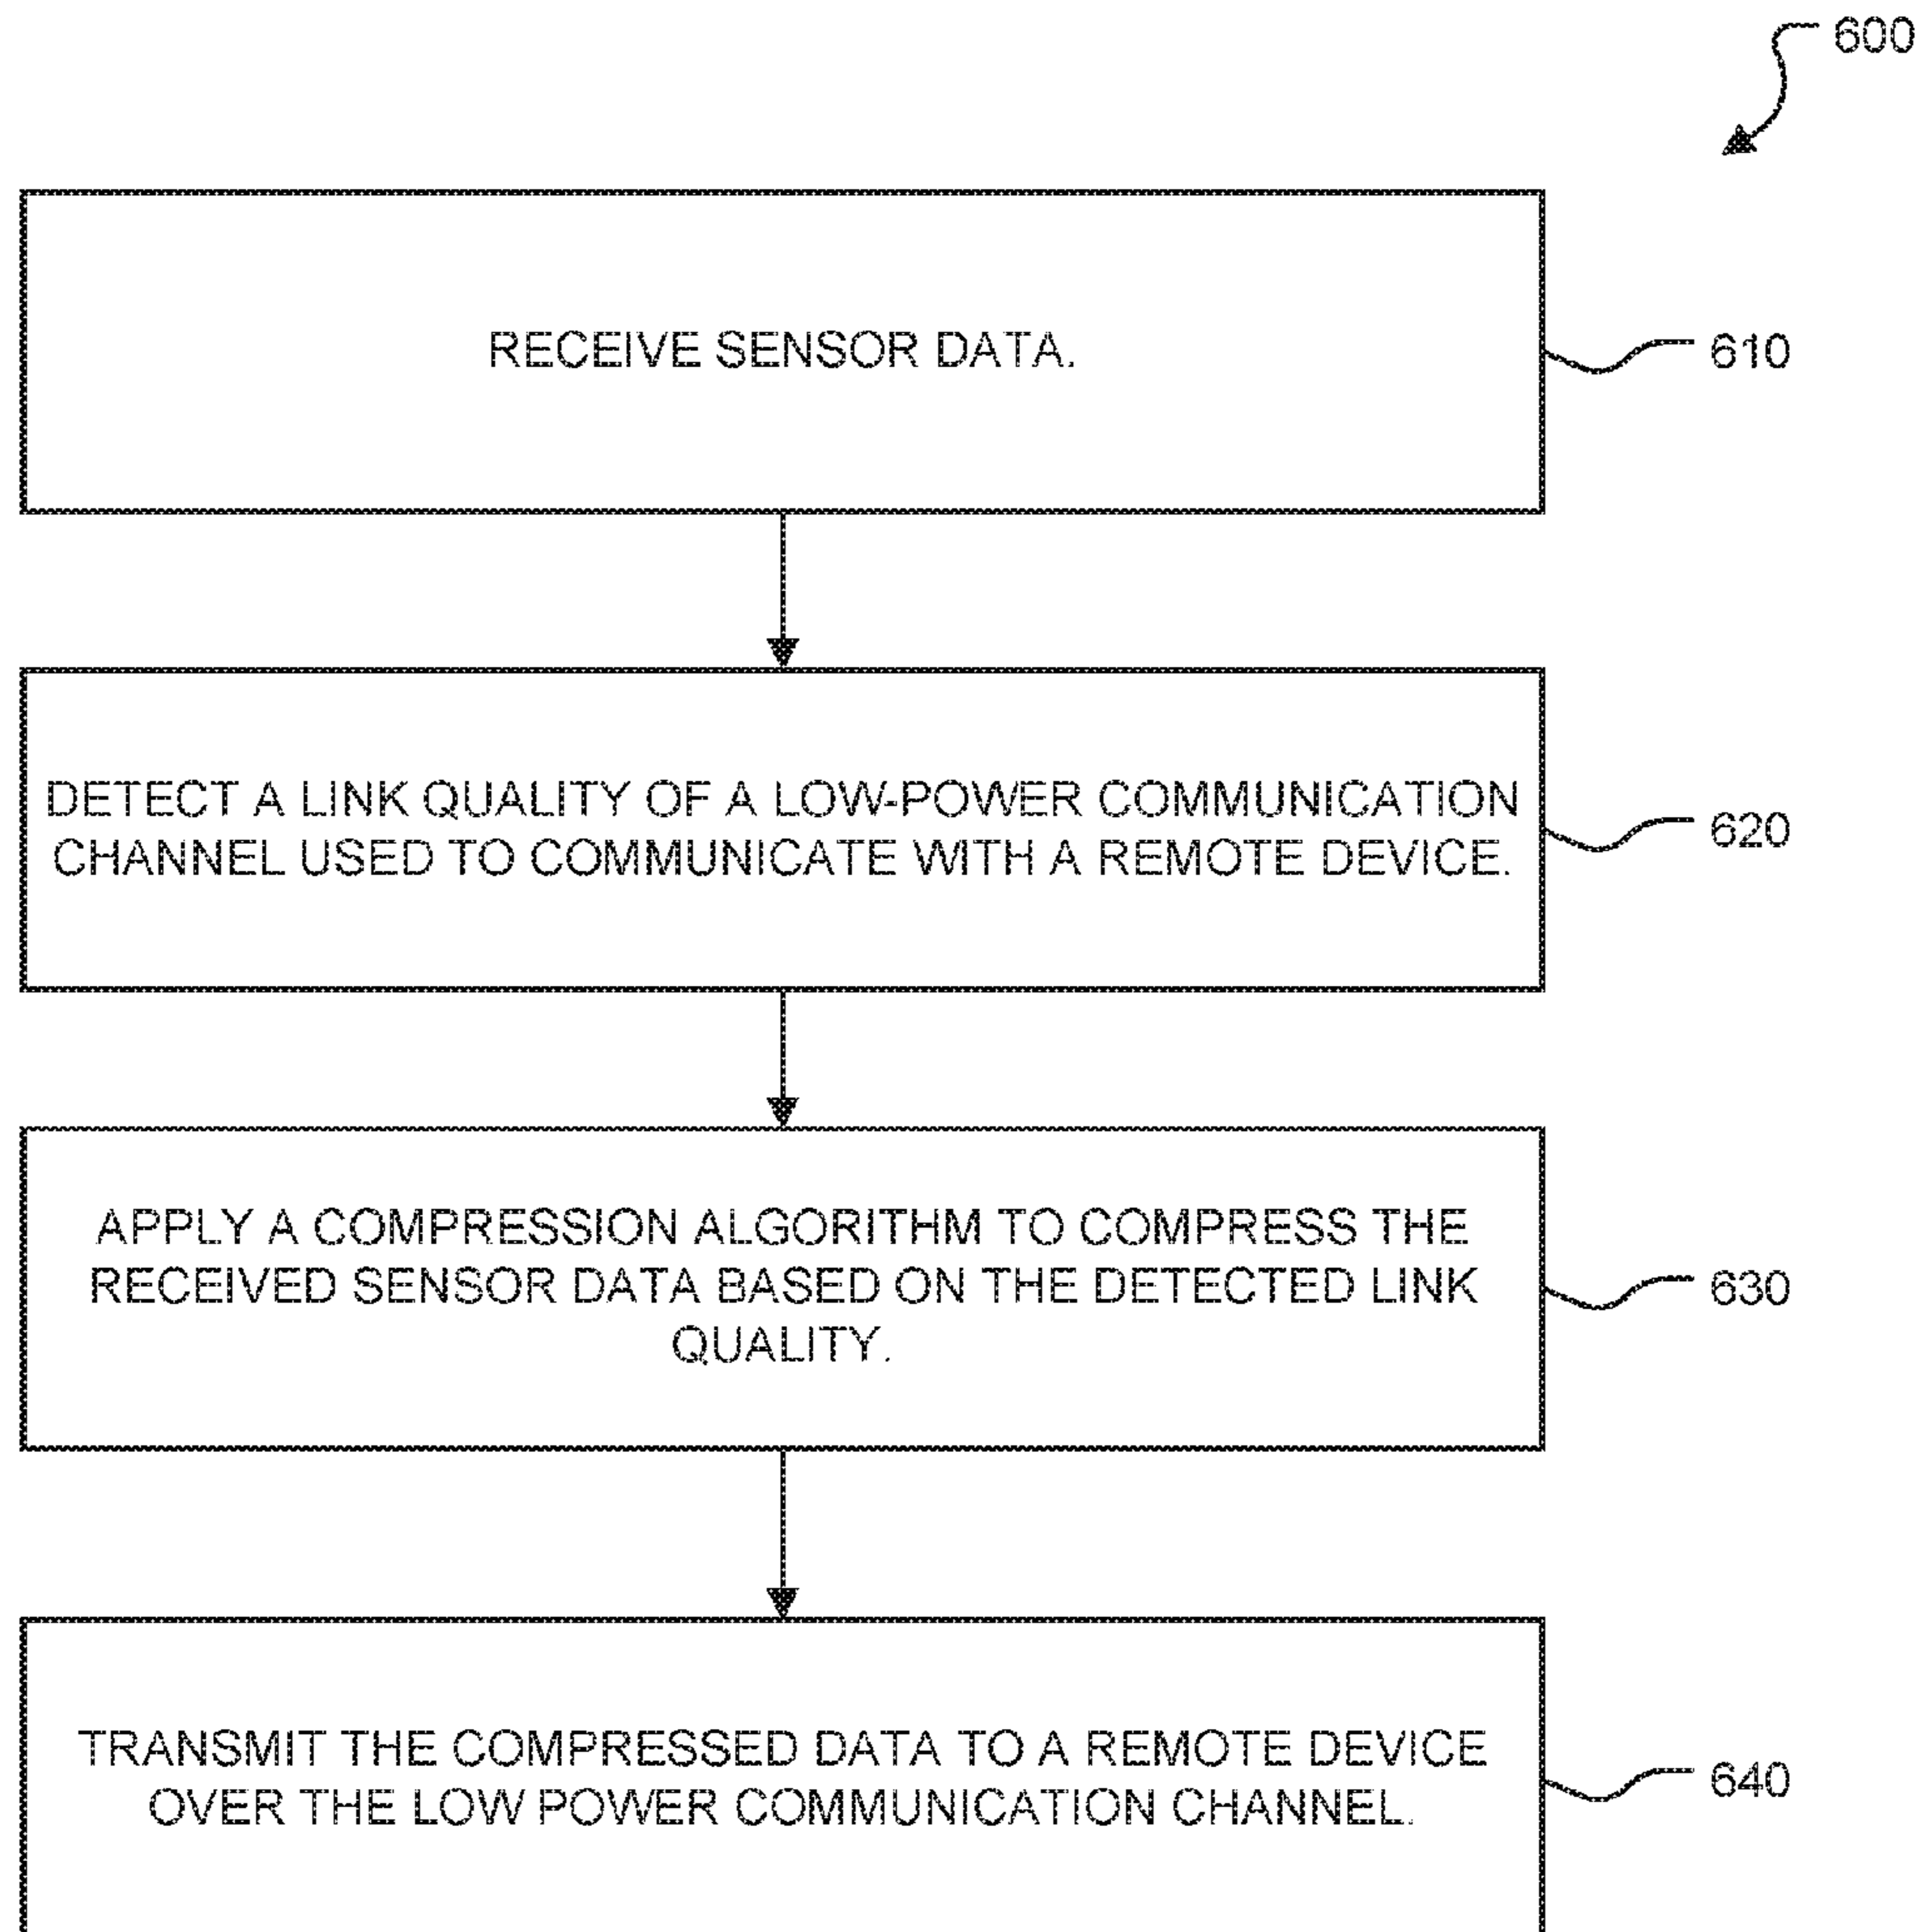 600
RECEIVE SENSOR DATA.
610
DETECT A LINK QUALITY OF A LOW-POWER COMMUNICATION
CHANNEL USED TO COMMUNICATE WITH A REMOTE DEVICE.
620
APPLY A COMPRESSION ALGORITHM TO COMPRESS THE
RECEIVED SENSOR DATA BASED ON THE DETECTED LINK
QUALITY.
630
TRANSMIT THE COMPRESSED DATA TO A REMOTE DEVICE
OVER THE LOW POWER COMMUNICATION CHANNEL.
640